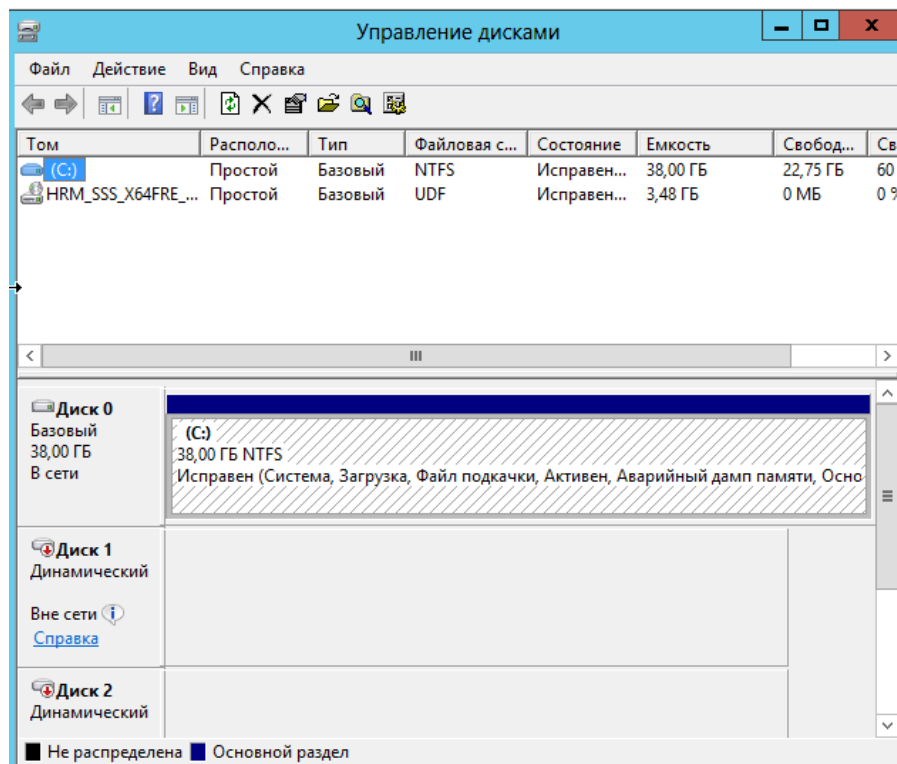 Управление дисками
Файл Действие Вид Справка
Том Располо... Тип Файловая с... Состояние Емкость Свобод... Св
(C:) Простой Базовый NTFS Исправен... 38,00 ГБ 22,75 ГБ 60
HRM_SSS_X64FRE_... Простой Базовый UDF Исправен... 3,48 ГБ 0 МБ 0 %
Диск 0
Базовый
38,00 ГБ
В сети
(C:)
38,00 ГБ NTFS
Исправен (Система, Загрузка, Файл подкачки, Активен, Аварийный дамп памяти, Осно
Диск 1
Динамический
Вне сети
Справка
Диск 2
Динамический
Не распределена Основной раздел